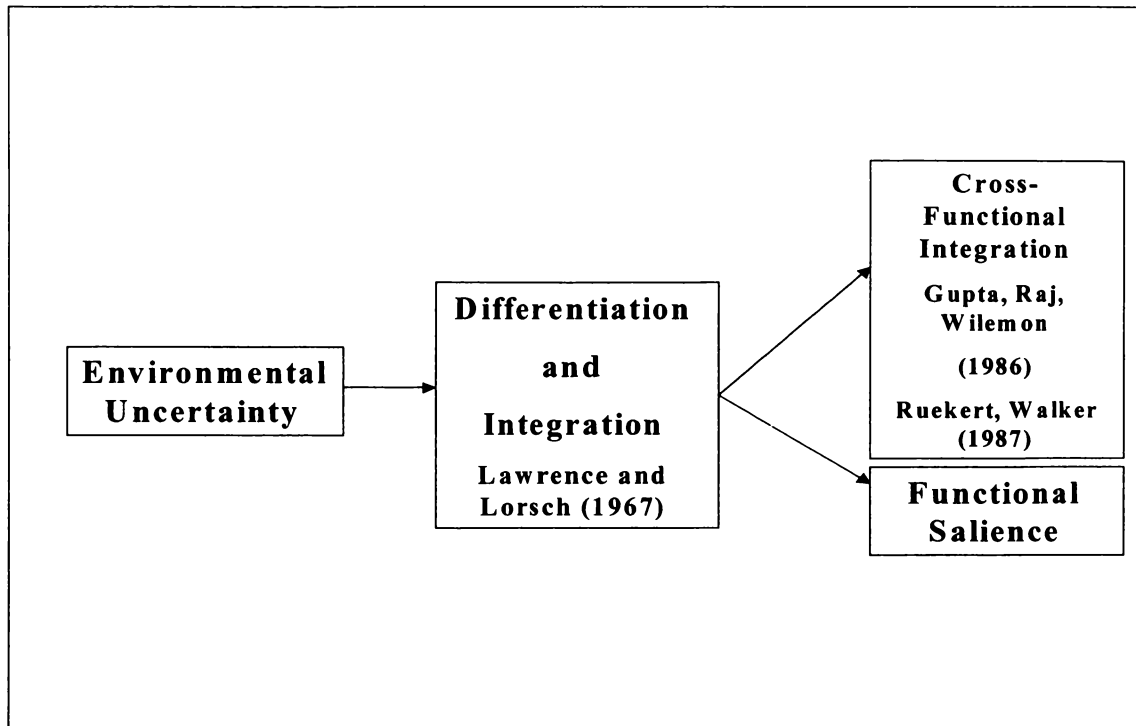 Environmental
Uncertainty
Differentiation
and
Integration
Lawrence and
Lorsch (1967)
Cross-
Functional
Integration
Gupta, Raj,
Wilemon
(1986)
Ruekert, Walker
(1987)
Functional
Salience